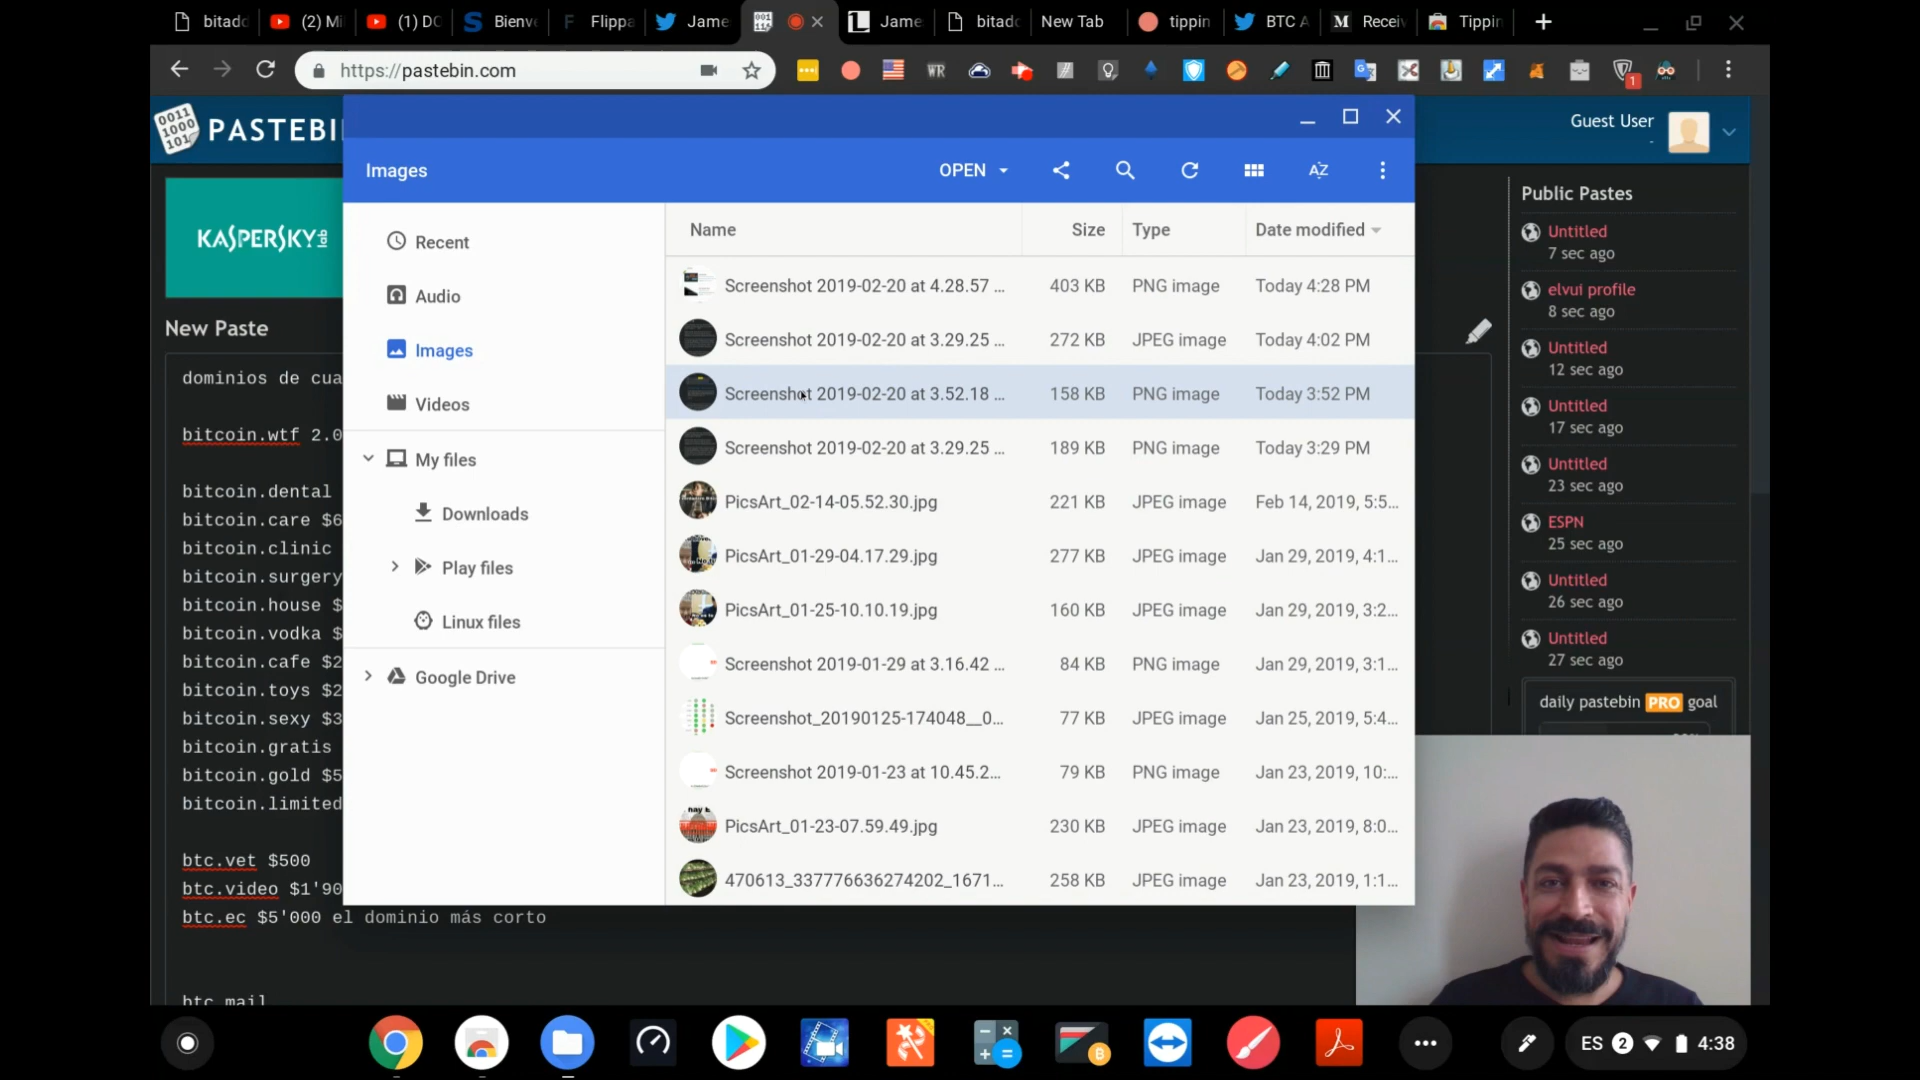 bitadd
(2) Mi
(1) DO
Bienv
Flippa
Jame
Jame
bitadd
New Tab
tippin
BTC A
Recei
Tippin
https://pastebin.com
WR
1
0011
1000
101
PASTEBI
Guest User
-
Images
OPEN
AZ
KASPERSKY lab
New Paste
dominios de cua
bitcoin.wtf 2.0
bitcoin.dental
bitcoin.care $6
bitcoin.clinic
bitcoin.surgery
bitcoin.house $
bitcoin.vodka $
bitcoin.cafe $2
bitcoin.toys $2
bitcoin.sexy $3
bitcoin.gratis
bitcoin.gold $5
bitcoin.limited
btc.vet $500
btc.video $1'90
btc.ec $5'000 el dominio más corto
btc mail
Recent
Audio
Images
Videos
My files
Downloads
Play files
Linux files
Google Drive
Name Size Type Date modified
Screenshot 2019-02-20 at 4.28.57 ... 403 KB PNG image Today 4:28 PM
Screenshot 2019-02-20 at 3.29.25 ... 272 KB JPEG image Today 4:02 PM
Screenshot 2019-02-20 at 3.52.18 ... 158 KB PNG image Today 3:52 PM
Screenshot 2019-02-20 at 3.29.25 ... 189 KB PNG image Today 3:29 PM
PicsArt_02-14-05.52.30.jpg 221 KB JPEG image Feb 14, 2019, 5:5...
PicsArt_01-29-04.17.29.jpg 277 KB JPEG image Jan 29, 2019, 4:1...
PicsArt_01-25-10.10.19.jpg 160 KB JPEG image Jan 29, 2019, 3:2...
Screenshot 2019-01-29 at 3.16.42 ... 84 KB PNG image Jan 29, 2019, 3:1...
Screenshot_20190125-174048__0... 77 KB JPEG image Jan 25, 2019, 5:4...
Screenshot 2019-01-23 at 10.45.2... 79 KB PNG image Jan 23, 2019, 10:...
PicsArt_01-23-07.59.49.jpg 230 KB JPEG image Jan 23, 2019, 8:0...
470613_337776636274202_1671... 258 KB JPEG image Jan 23, 2019, 1:1...
Public Pastes
Untitled
7 sec ago
elvui profile
8 sec ago
Untitled
12 sec ago
Untitled
17 sec ago
Untitled
23 sec ago
ESPN
25 sec ago
Untitled
26 sec ago
Untitled
27 sec ago
daily pastebin PRO goal
ES 2 4:38